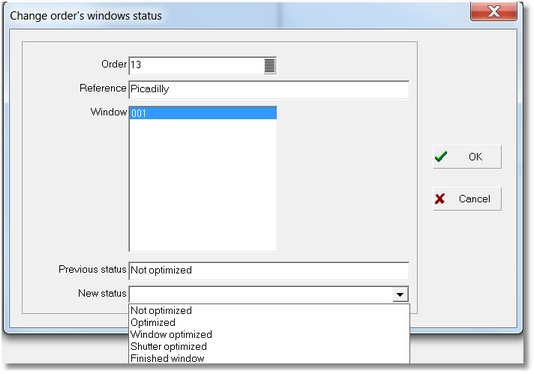 Change order's windows status
Order 13
Reference Picadilly
Window 001
OK
Cancel
Previous status Not optimized
New status
Not optimized
Optimized
Window optimized
Shutter optimized
Finished window